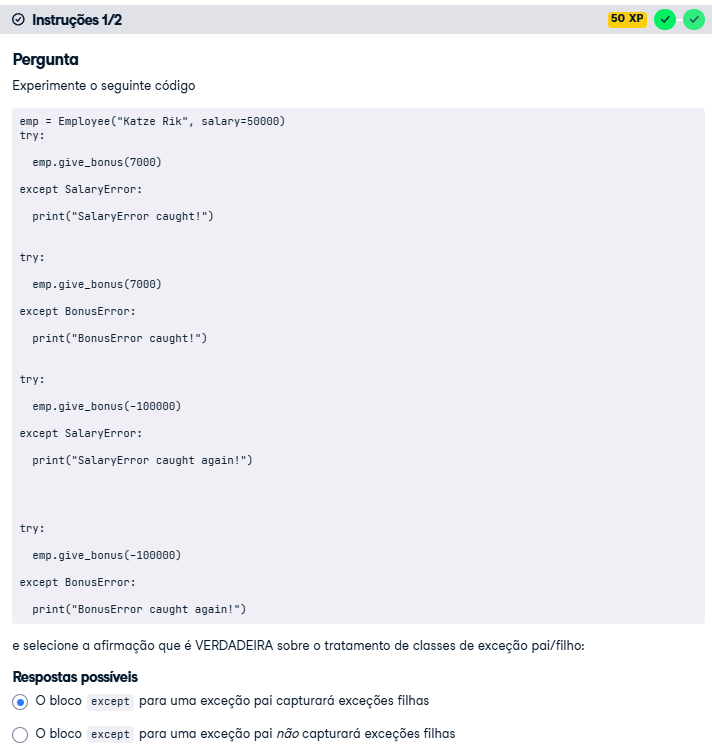 Instruções 1/2 50 XP
Pergunta
Experimente o seguinte código
emp = Employee("Katze Rik", salary=50000)
try:
  emp.give_bonus(7000)
except SalaryError:
  print("SalaryError caught!")
try:
  emp.give_bonus(7000)
except BonusError:
  print("BonusError caught!")
try:
  emp.give_bonus(-100000)
except SalaryError:
  print("SalaryError caught again!")
try:
  emp.give_bonus(-100000)
except BonusError:
  print("BonusError caught again!")
e selecione a afirmação que é VERDADEIRA sobre o tratamento de classes de exceção pai/filho:
Respostas possíveis
O bloco except para uma exceção pai capturará exceções filhas
O bloco except para uma exceção pai não capturará exceções filhas